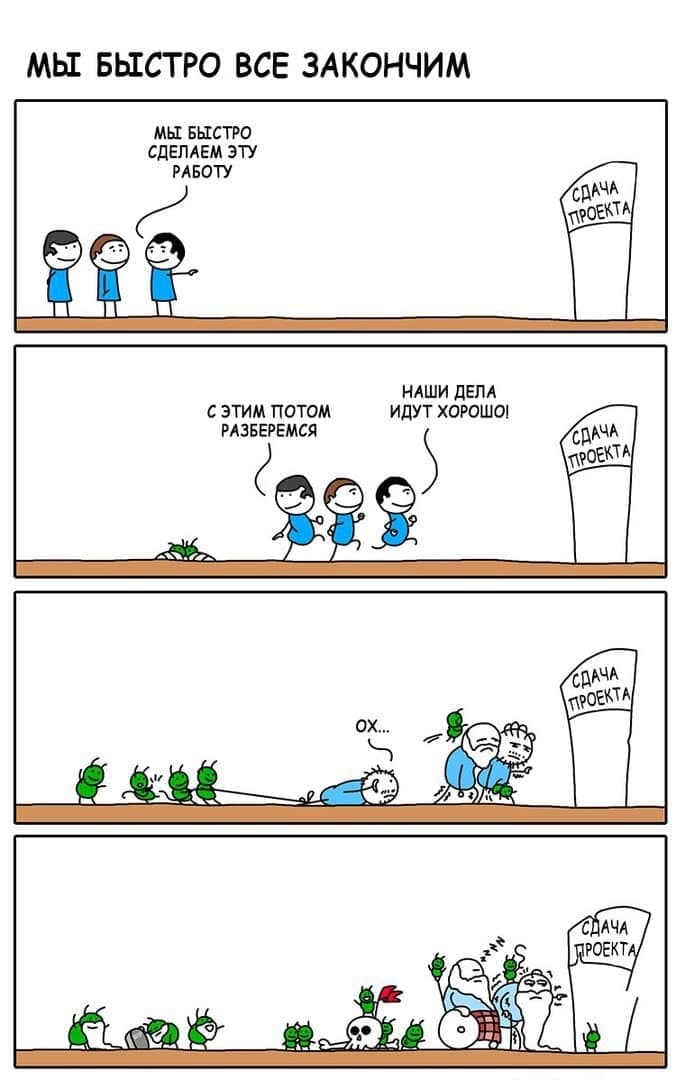 МЫ БЫСТРО ВСЕ ЗАКОНЧИМ
МЫ БЫСТРО
СДЕЛАЕМ ЭТУ
РАБОТУ
СДАЧА
ПРОЕКТА
С ЭТИМ ПОТОМ
РАЗБЕРЕМСЯ
НАШИ ДЕЛА
ИДУТ ХОРОШО!
СДАЧА
ПРОЕКТА
ОХ...
СДАЧА
ПРОЕКТА
zzzz
СДАЧА
ПРОЕКТА